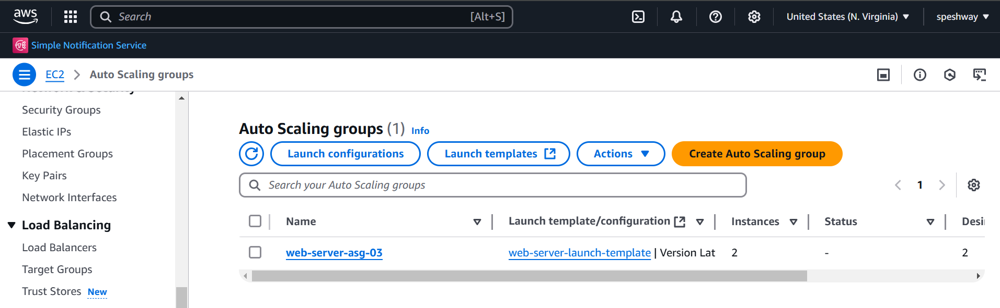 aws
Search [Alt+S] United States (N. Virginia) speshway
Simple Notification Service
EC2 Auto Scaling groups
Security Groups
Elastic IPs
Placement Groups
Key Pairs
Network Interfaces
Load Balancing
Load Balancers
Target Groups
Trust Stores New
Auto Scaling groups (1) Info
Launch configurations Launch templates Actions Create Auto Scaling group
Search your Auto Scaling groups 1
Name Launch template/configuration Instances Status Desi
web-server-asg-03 web-server-launch-template | Version Lat 2 - 2